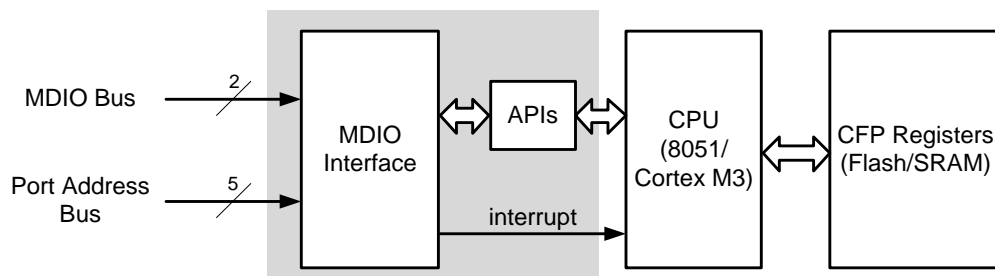 MDIO Bus
2
Port Address
Bus
5
MDIO
Interface
APIs
interrupt
CPU
(8051/
Cortex M3)
CFP Registers
(Flash/SRAM)